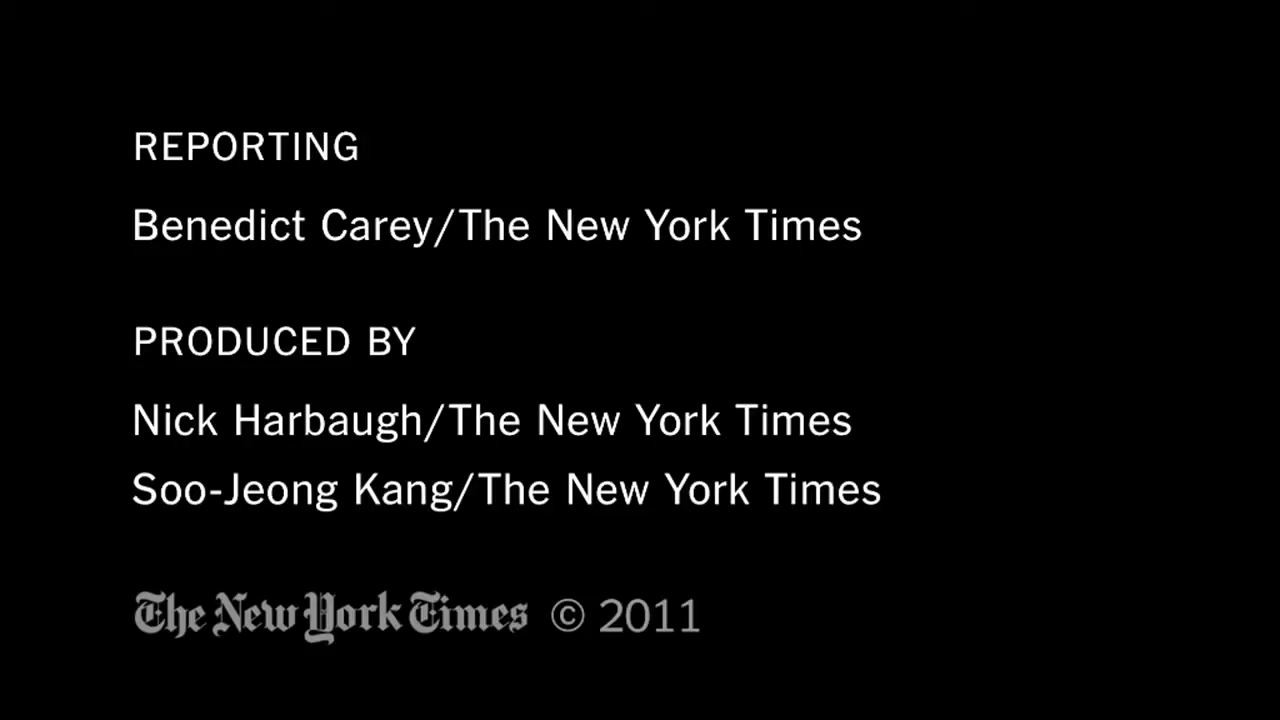 REPORTING
Benedict Carey/The New York Times
PRODUCED BY
Nick Harbaugh/The New York Times
Soo-Jeong Kang/The New York Times
The New York Times © 2011